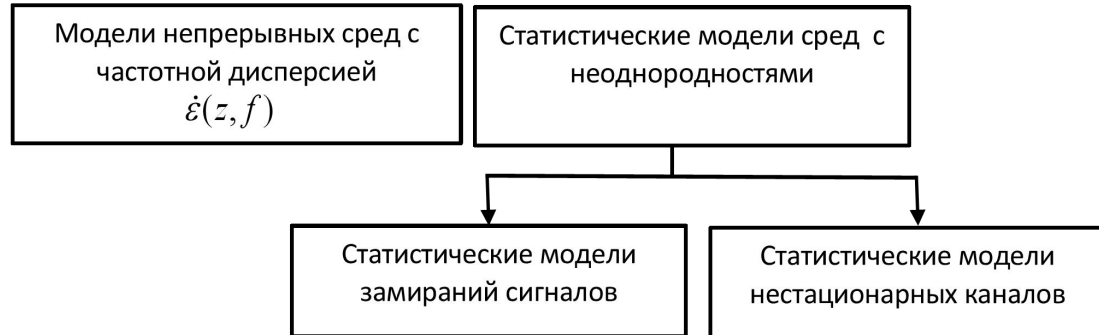 Модели непрерывных сред с
частотной дисперсией
ε̇(z, f)
Статистические модели сред с
неоднородностями
Статистические модели
замираний сигналов
Статистические модели
нестационарных каналов